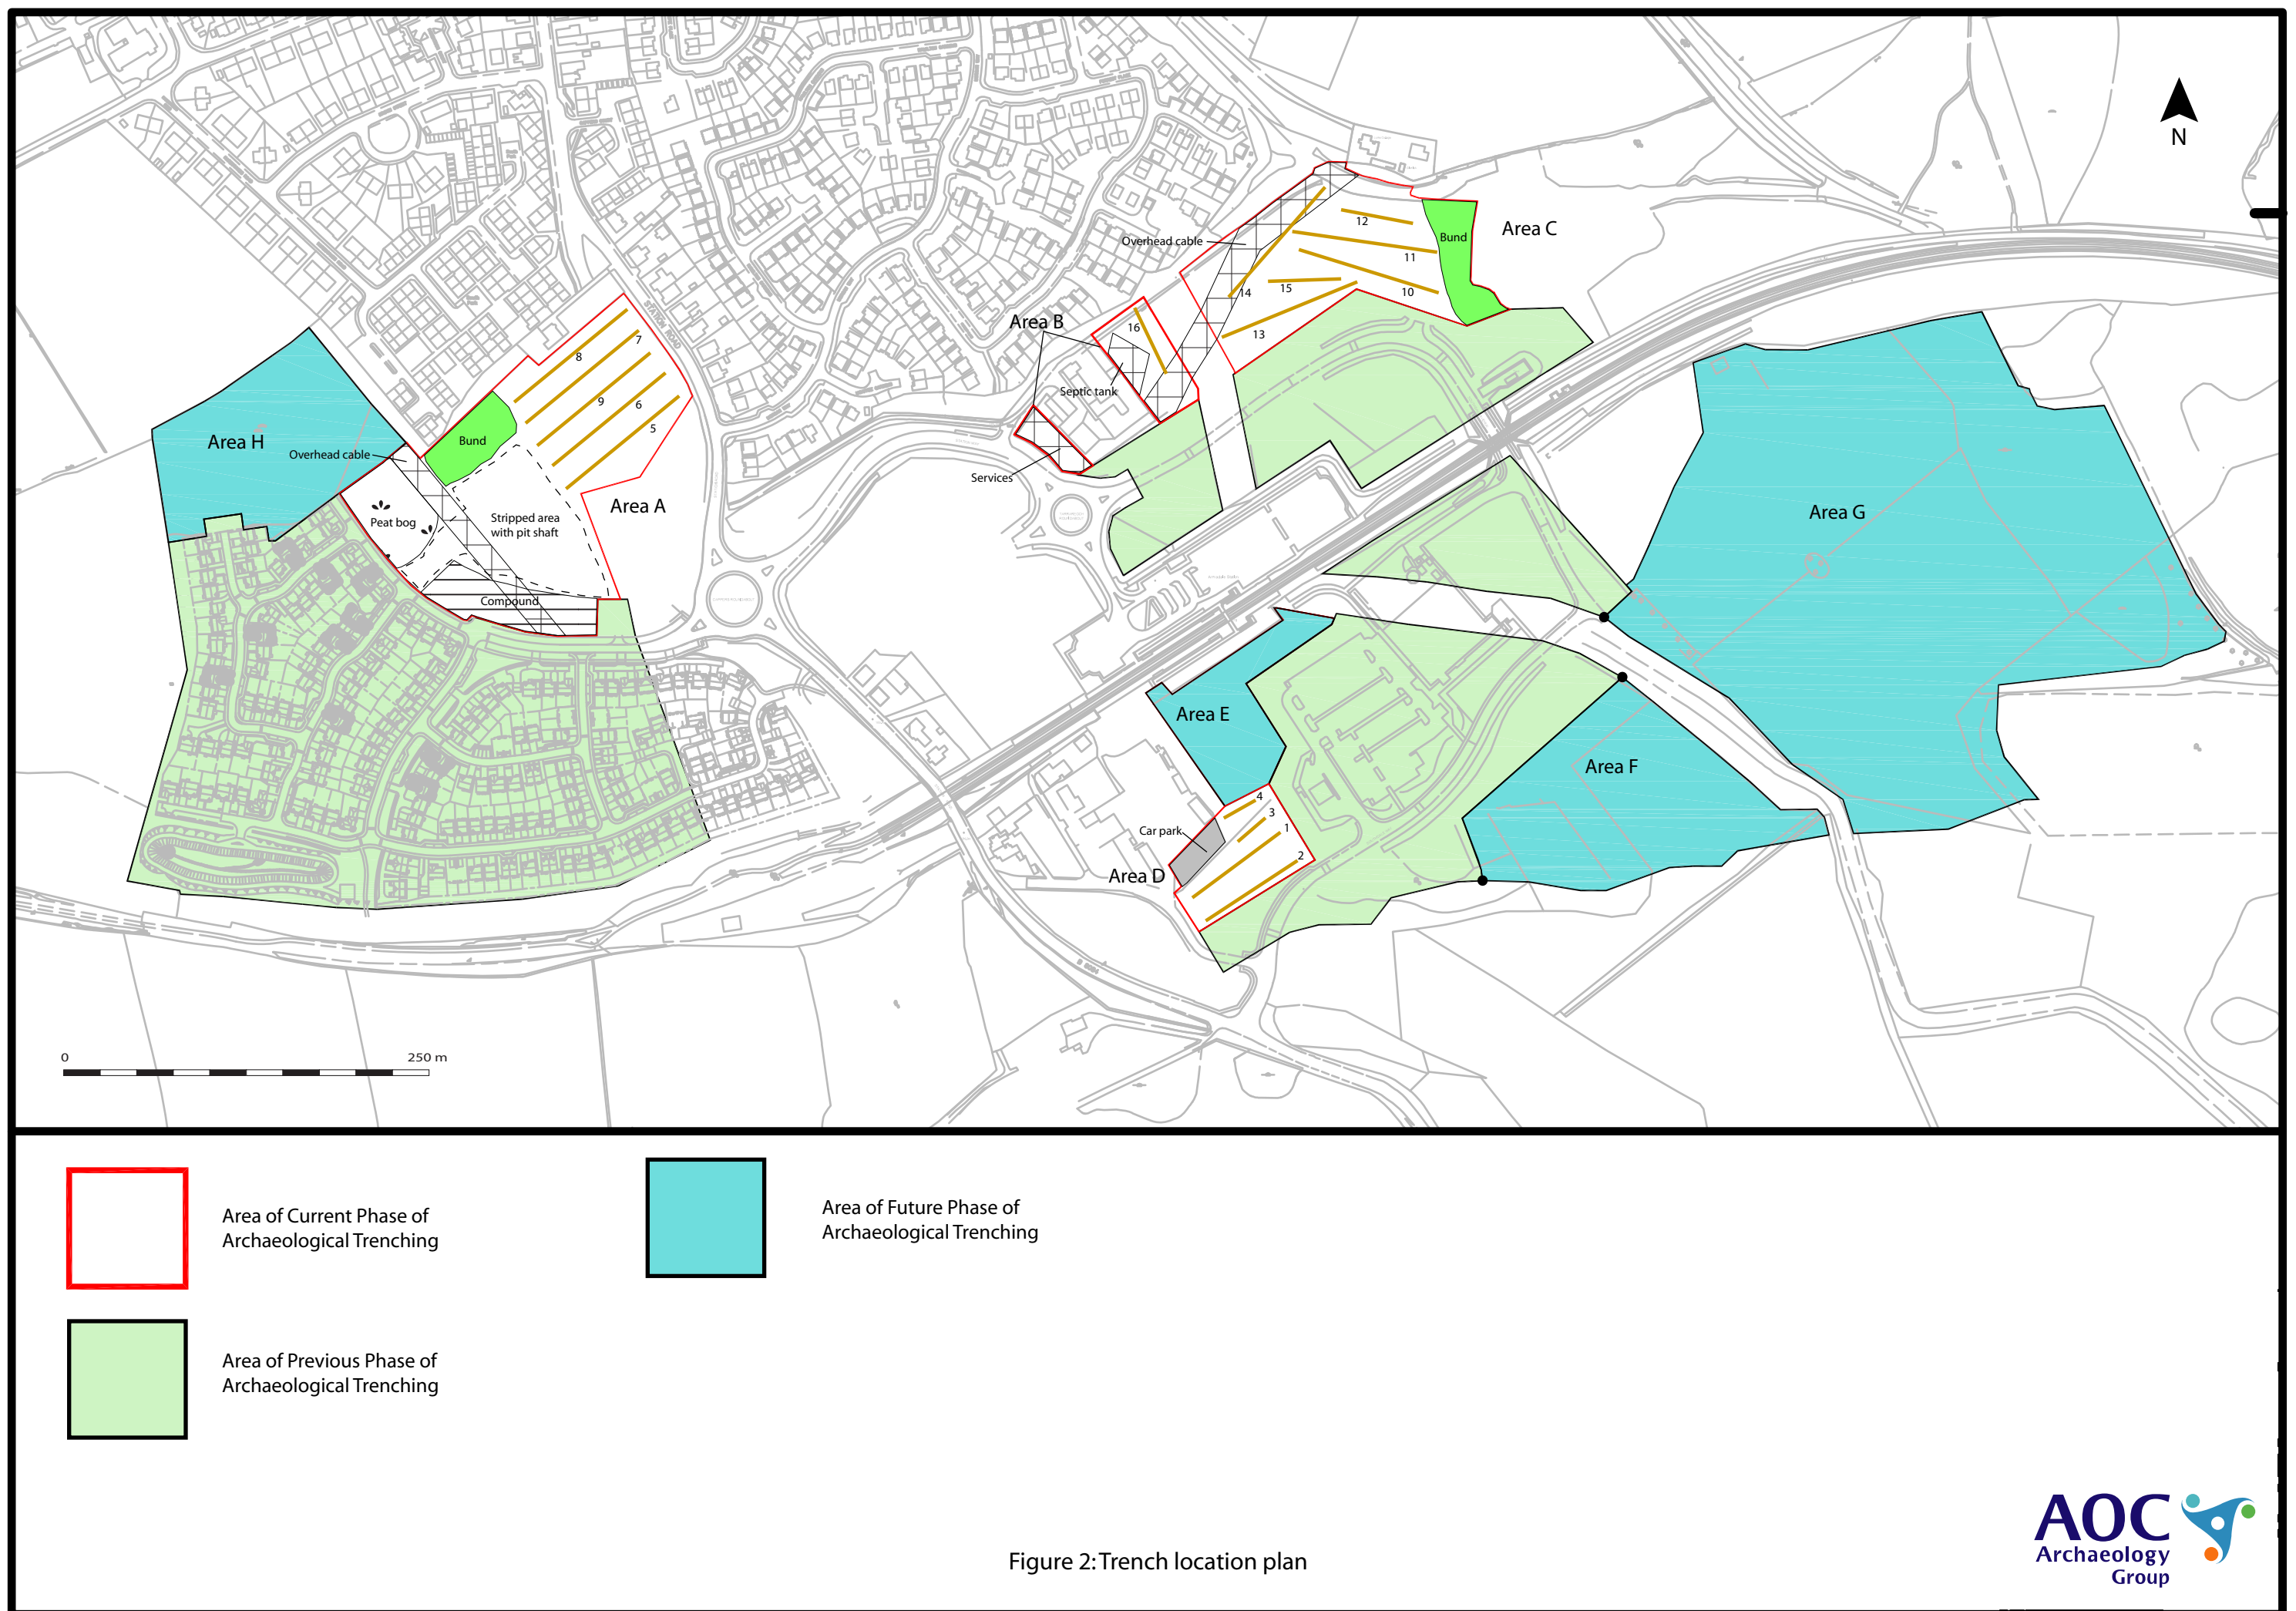 N
Area C
12
Bund
Overhead cable
11
14
15
10
Area B
16
13
7
8
Septic tank
9
6
5
Area H
Bund
Overhead cable
Services
STATION ROAD
Area A
Peat bog
Stripped area
with pit shaft
Area G
Compound
Area E
Area F
4
3
Car park
1
2
Area D
0
250 m
Area of Current Phase of
Archaeological Trenching
Area of Future Phase of
Archaeological Trenching
Area of Previous Phase of
Archaeological Trenching
Figure 2: Trench location plan
AOC
Archaeology
Group